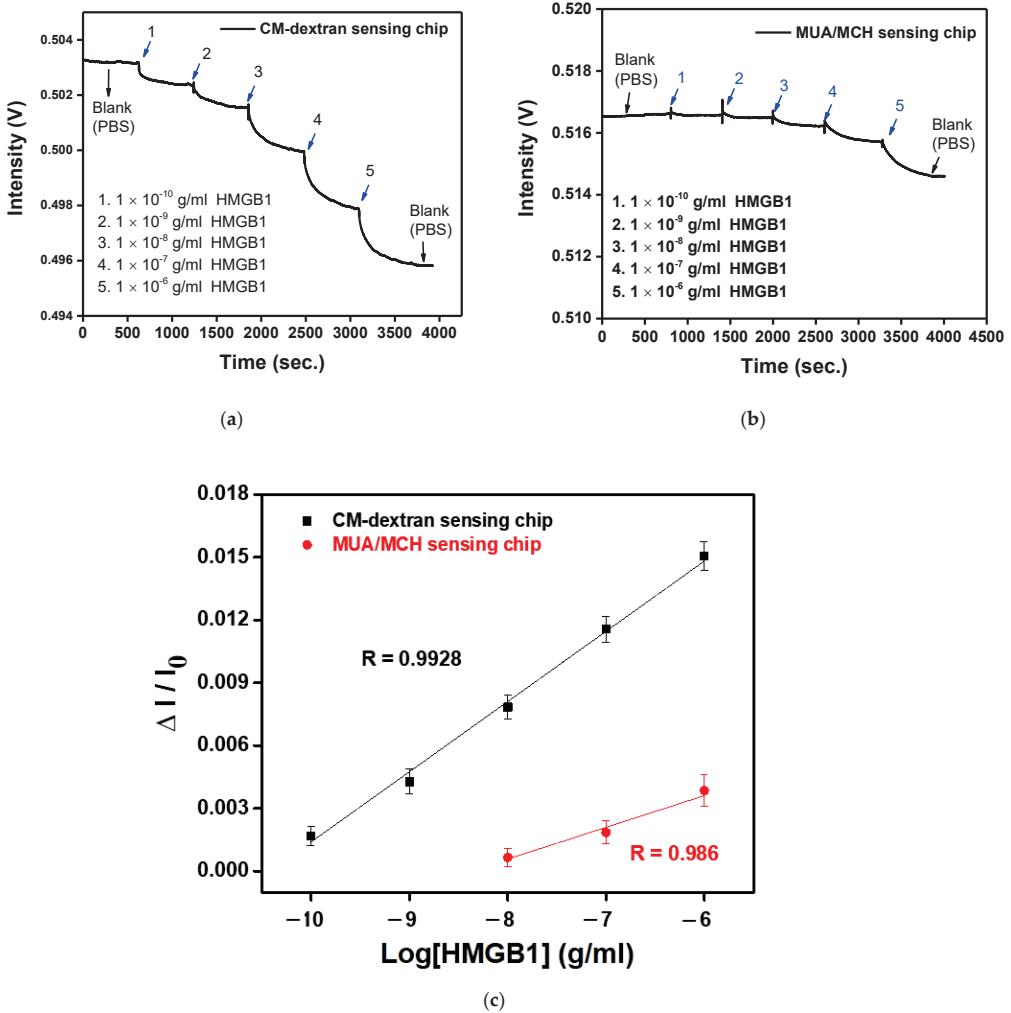 CM-dextran sensing chip
0.504
0.502
0.500
0.498
0.496
0.494
Intensity (V)
1
2
3
4
5
Blank
(PBS)
Blank
(PBS)
1. 1 × 10⁻¹⁰ g/ml HMGB1
2. 1 × 10⁻⁹ g/ml HMGB1
3. 1 × 10⁻⁸ g/ml HMGB1
4. 1 × 10⁻⁷ g/ml HMGB1
5. 1 × 10⁻⁶ g/ml HMGB1
0 500 1000 1500 2000 2500 3000 3500 4000
Time (sec.)
(a)
MUA/MCH sensing chip
0.520
0.518
0.516
0.514
0.512
0.510
Intensity (V)
Blank
(PBS)
1
2
3
4
5
Blank
(PBS)
1. 1 × 10⁻¹⁰ g/ml HMGB1
2. 1 × 10⁻⁹ g/ml HMGB1
3. 1 × 10⁻⁸ g/ml HMGB1
4. 1 × 10⁻⁷ g/ml HMGB1
5. 1 × 10⁻⁶ g/ml HMGB1
0 500 1000 1500 2000 2500 3000 3500 4000 4500
Time (sec.)
(b)
0.018
0.015
0.012
0.009
0.006
0.003
0.000
Δ I / I₀
CM-dextran sensing chip
MUA/MCH sensing chip
R = 0.9928
R = 0.986
−10 −9 −8 −7 −6
Log[HMGB1] (g/ml)
(c)